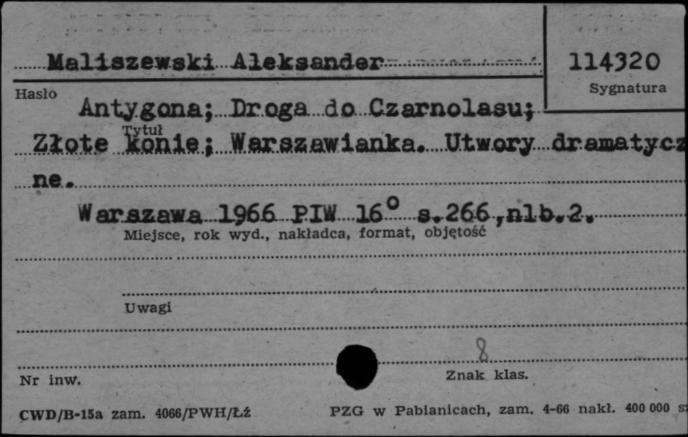 Maliszewski Aleksander
114320
Hasło
Sygnatura
Antygona; Droga do Czarnolasu;
Tytuł
Złote konie; Warszawianka. Utwory dramatycz
ne.
Warszawa 1966 PIW 16° s.266,nlb.2.
Miejsce, rok wyd., nakładca, format, objętość
Uwagi
8
Nr inw.
Znak klas.
CWD/B-15a zam. 4066/PWH/Łź
PZG w Pabianicach, zam. 4-66 nakł. 400 000